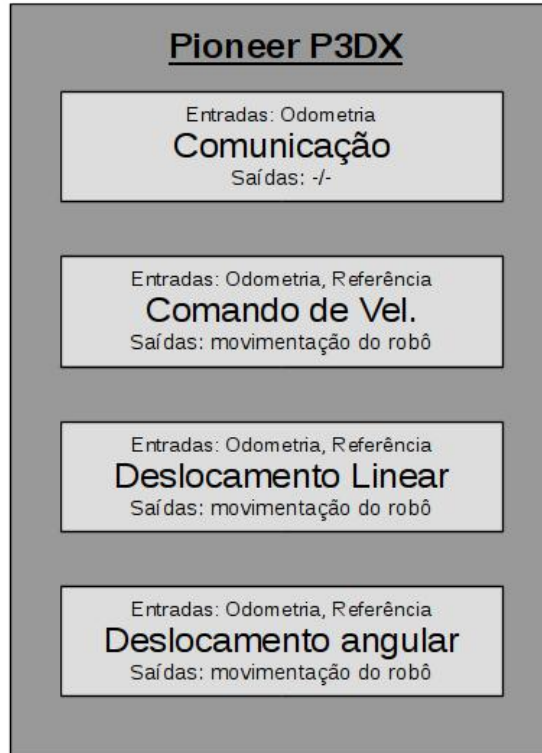 Pioneer P3DX
Entradas: Odometria
Comunicação
Saídas: -/-
Entradas: Odometria, Referência
Comando de Vel.
Saídas: movimentação do robô
Entradas: Odometria, Referência
Deslocamento Linear
Saídas: movimentação do robô
Entradas: Odometria, Referência
Deslocamento angular
Saídas: movimentação do robô